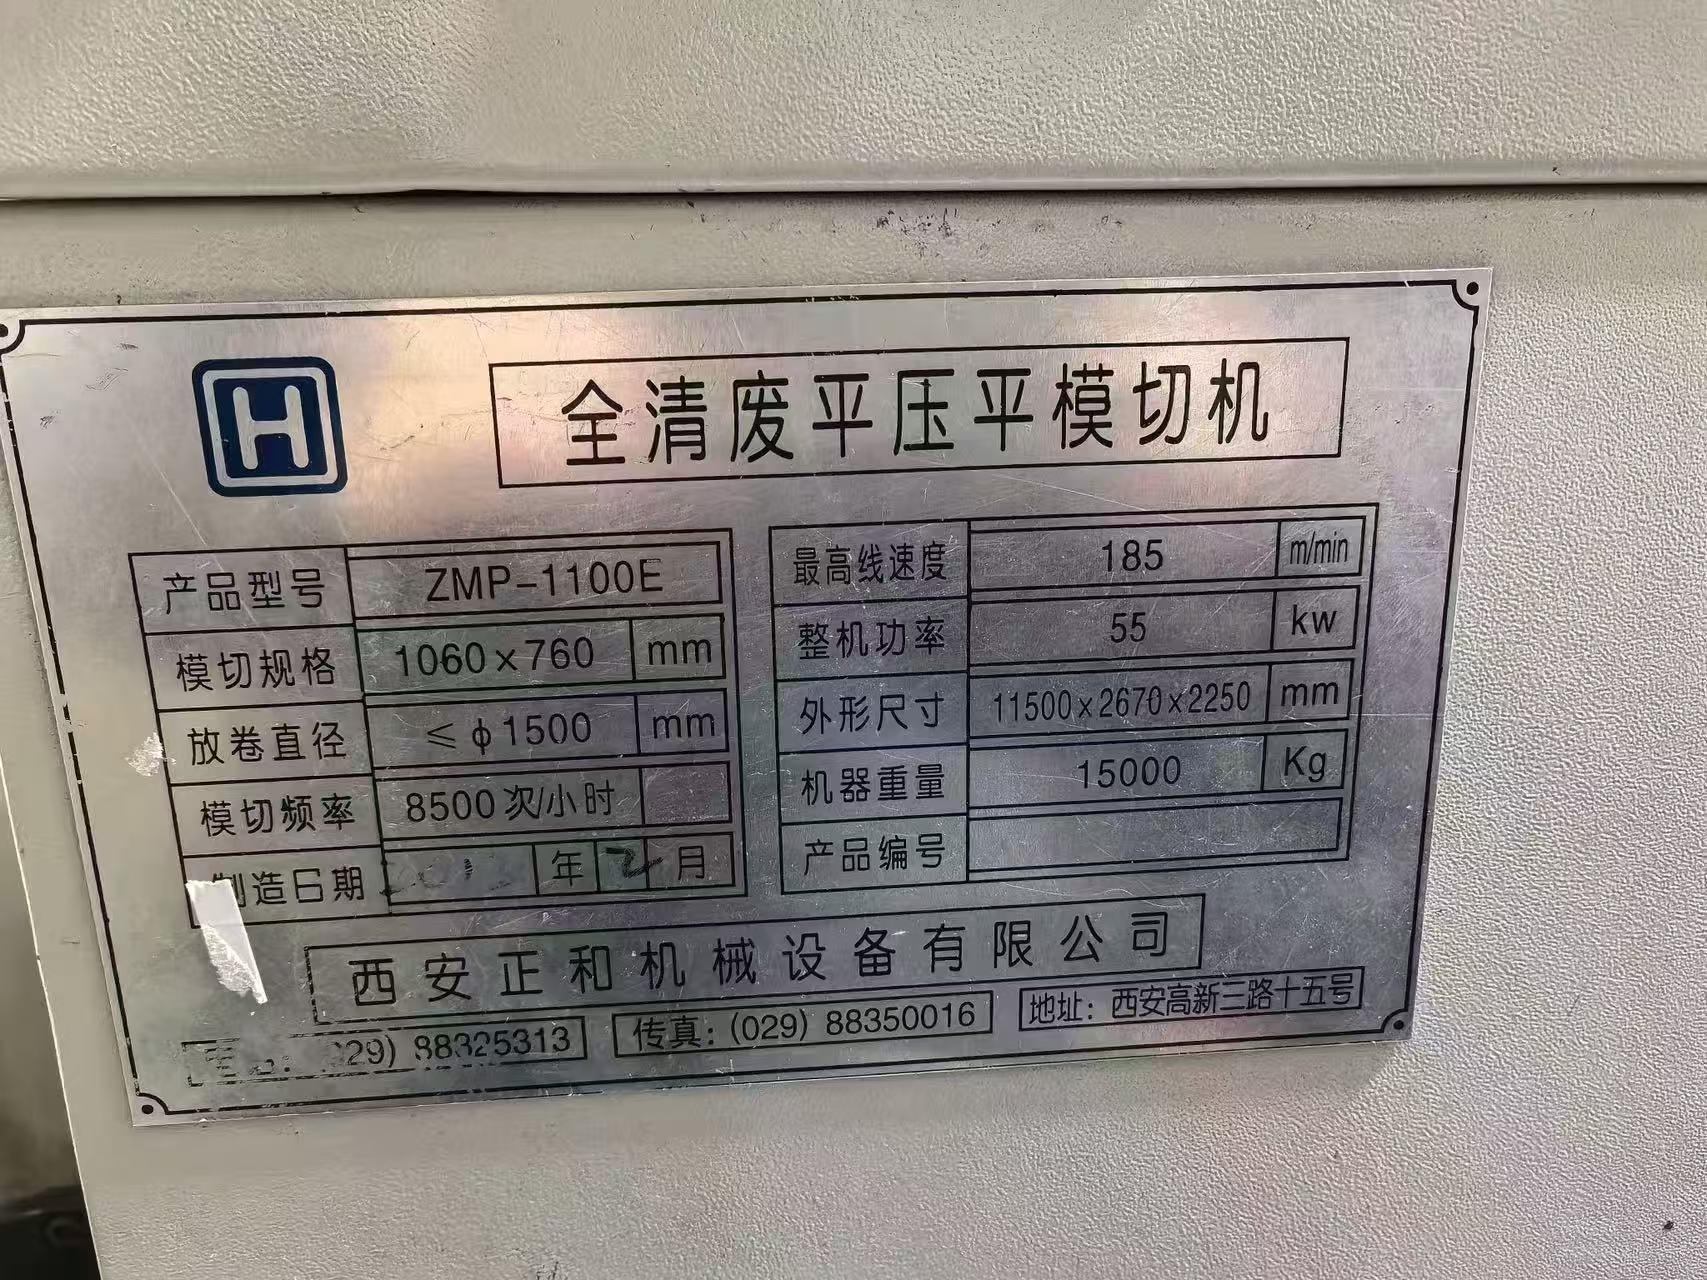 H
全清废平压平模切机
产品型号 ZMP-1100E
模切规格 1060×760 mm
放卷直径 ≤ φ1500 mm
模切频率 8500次/小时
制造日期 年 2 月
最高线速度 185 m/min
整机功率 55 kw
外形尺寸 11500×2670×2250 mm
机器重量 15000 Kg
产品编号
西安正和机械设备有限公司
29) 88325313
传真: (029) 88350016
地址: 西安高新三路十五号